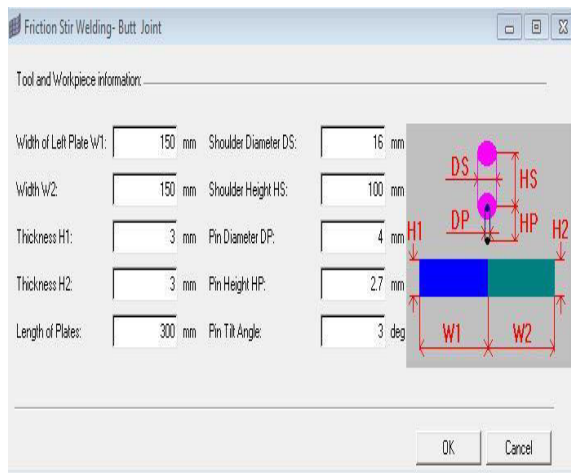 Friction Stir Welding- Butt Joint
Tool and Workpiece information:
Width of Left Plate W1: 150 mm Shoulder Diameter DS: 16 mm
Width W2: 150 mm Shoulder Height HS: 100 mm
Thickness H1: 3 mm Pin Diameter DP: 4 mm
Thickness H2: 3 mm Pin Height HP: 2.7 mm
Length of Plates: 300 mm Pin Tilt Angle: 3 deg
DS HS
DP HP
H1 H2
W1 W2
OK Cancel